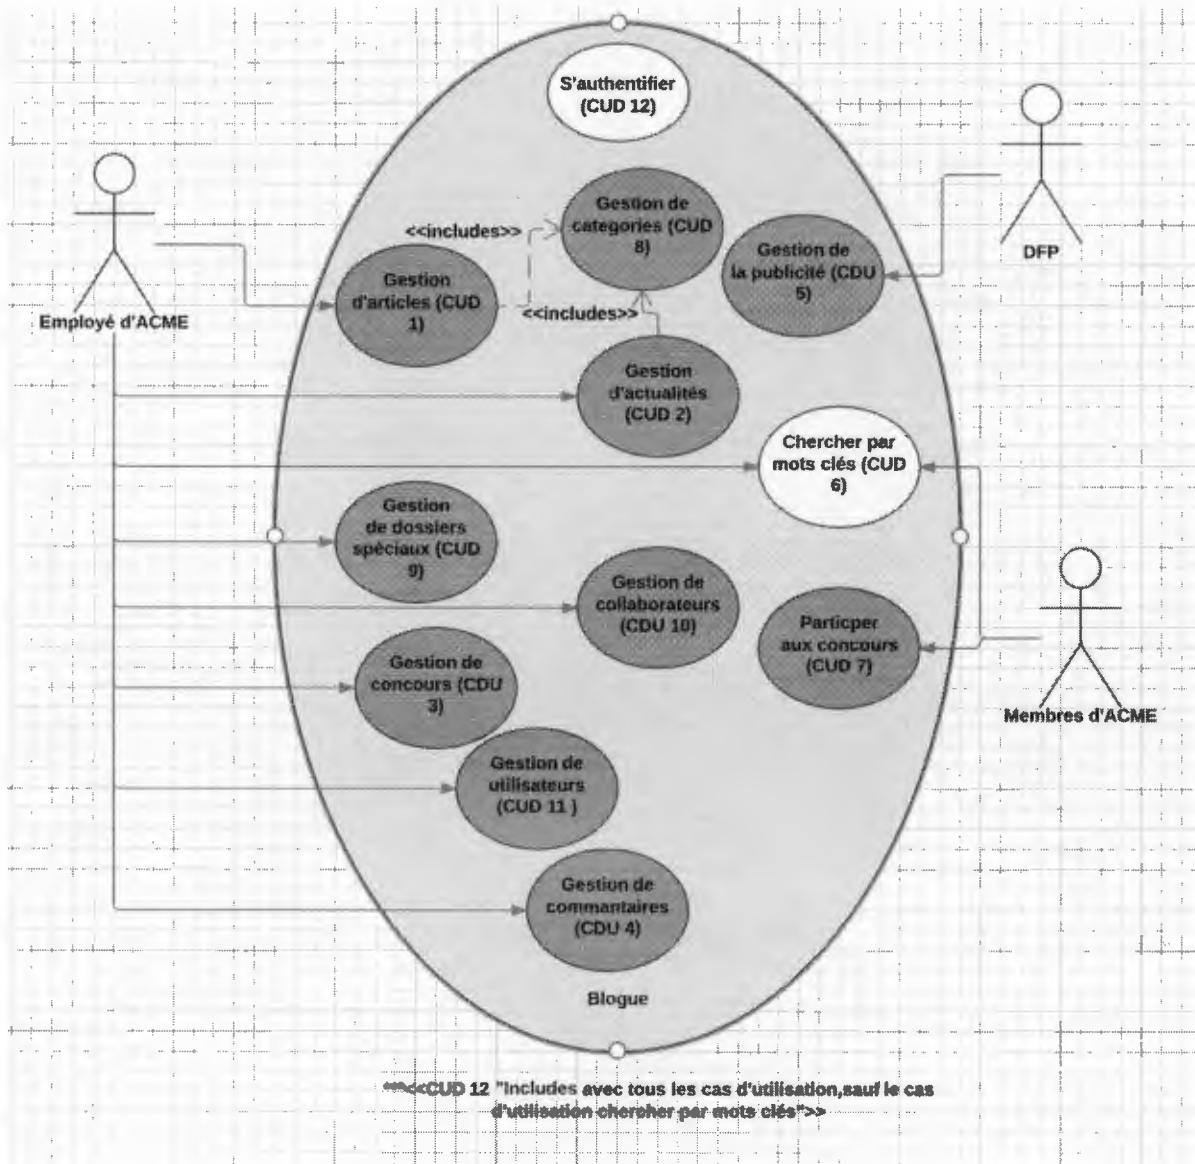 S'authentifier
(CUD 12)
Gestion de
categories (CUD
8)
<<includes>>
Gestion de
la publicité (CDU
5)
DFP
Gestion
d'articles (CUD
1)
<<includes>>
Employé d'ACME
Gestion
d'actualités
(CUD 2)
Chercher par
mots clés (CUD
6)
Gestion
de dossiers
spéciaux (CUD
9)
Gestion de
collaborateurs
(CDU 10)
Particper
aux concours
(CUD 7)
Gestion de
concours (CDU
3)
Membres d'ACME
Gestion de
utilisateurs
(CUD 11 )
Gestion de
commantaires
(CDU 4)
Blogue
***<<CUD 12 "Includes avec tous les cas d'utilisation,sauf le cas
d'utilisation chercher par mots clés">>